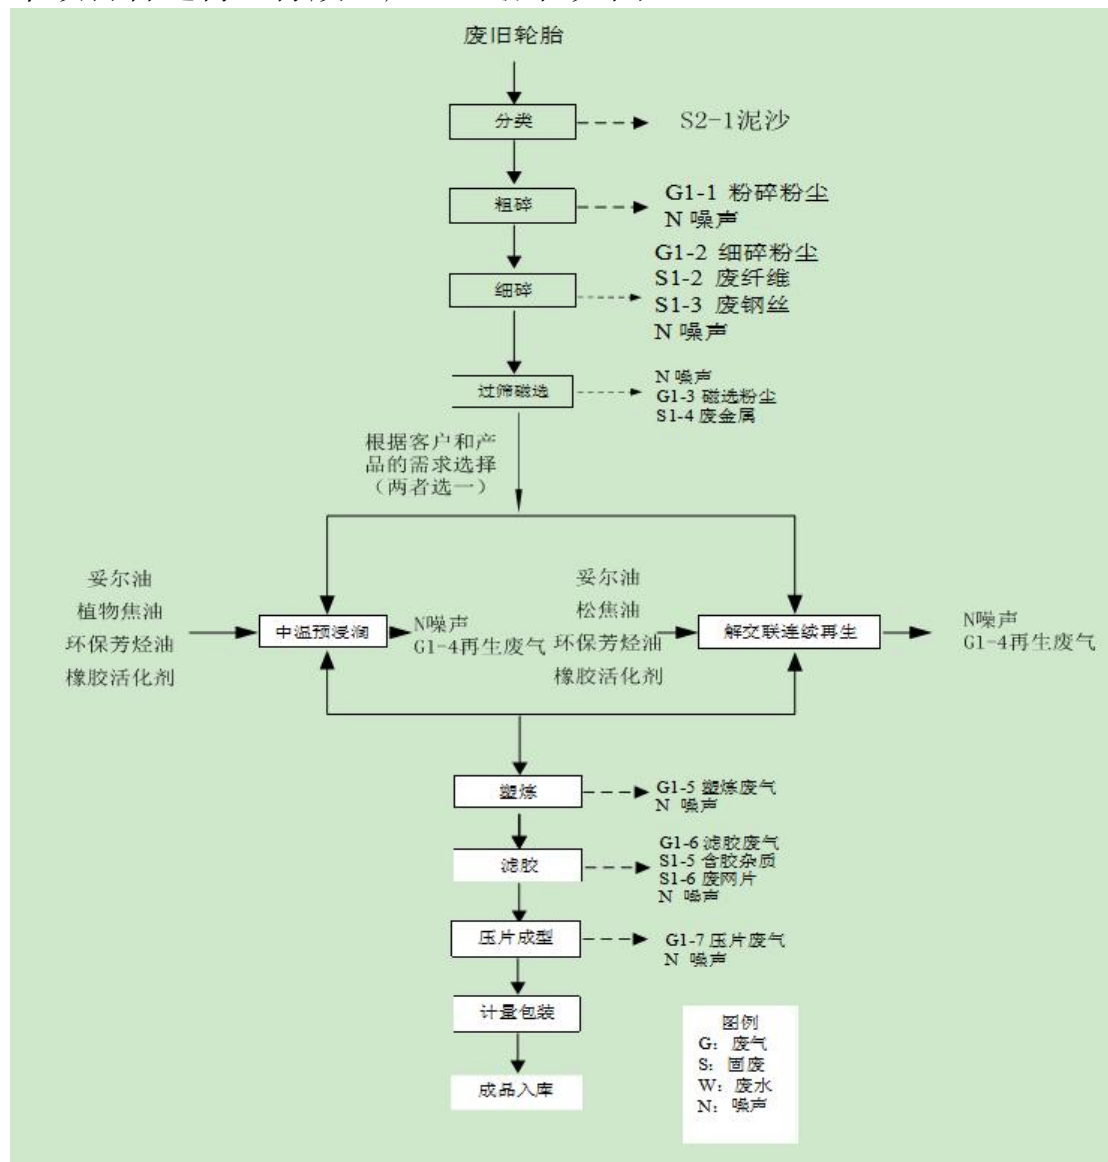 废旧轮胎
分类
S2-1泥沙
粗碎
G1-1 粉碎粉尘
N 噪声
细碎
G1-2 细碎粉尘
S1-2 废纤维
S1-3 废钢丝
N 噪声
过筛磁选
N 噪声
G1-3 磁选粉尘
S1-4 废金属
根据客户和产
品的需求选择
（两者选一）
妥尔油
植物焦油
环保芳烃油
橡胶活化剂
中温预浸润
N噪声
G1-4再生废气
妥尔油
松焦油
环保芳烃油
橡胶活化剂
解交联连续再生
N噪声
G1-4再生废气
塑炼
G1-5 塑炼废气
N 噪声
滤胶
G1-6 滤胶废气
S1-5 含胶杂质
S1-6 废网片
N 噪声
压片成型
G1-7 压片废气
N 噪声
计量包装
成品入库
图例
G：废气
S：固废
W：废水
N：噪声